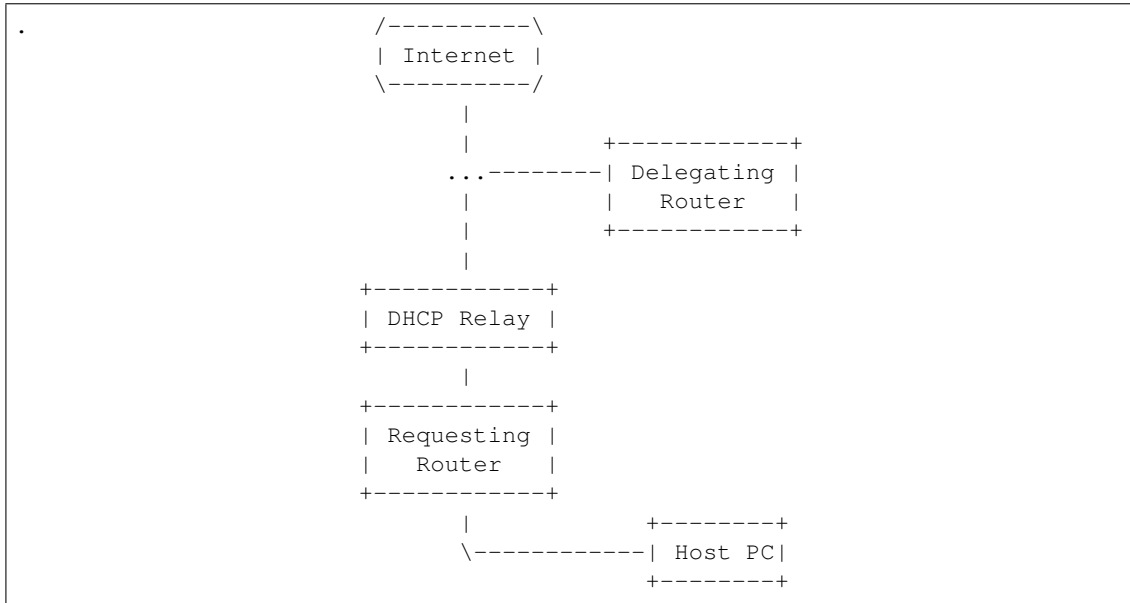 .                        /----------\
                         | Internet |
                         \----------/
                               |
                               |         +------------+
                              ...--------| Delegating |
                               |         |   Router   |
                               |         +------------+
                               |
                         +------------+
                         | DHCP Relay |
                         +------------+
                               |
                         +------------+
                         | Requesting |
                         |   Router   |
                         +------------+
                               |            +--------+
                               \------------| Host PC|
                                            +--------+